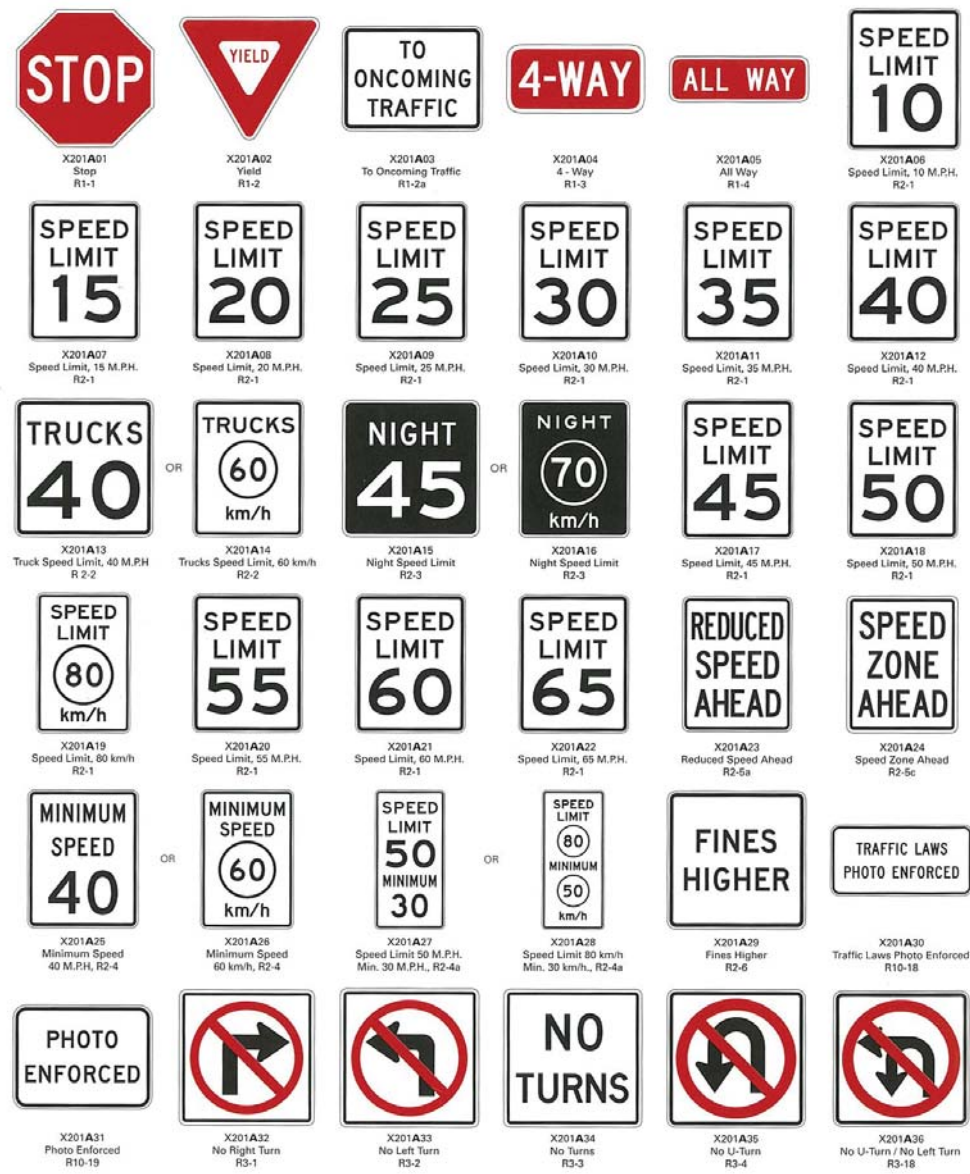 STOP
X201A01
Stop
R1-1
YIELD
X201A02
Yield
R1-2
TO
ONCOMING
TRAFFIC
X201A03
To Oncoming Traffic
R1-2a
4-WAY
X201A04
4 - Way
R1-3
ALL WAY
X201A05
All Way
R1-4
SPEED
LIMIT
10
X201A06
Speed Limit, 10 M.P.H.
R2-1
SPEED
LIMIT
15
X201A07
Speed Limit, 15 M.P.H.
R2-1
SPEED
LIMIT
20
X201A08
Speed Limit, 20 M.P.H.
R2-1
SPEED
LIMIT
25
X201A09
Speed Limit, 25 M.P.H.
R2-1
SPEED
LIMIT
30
X201A10
Speed Limit, 30 M.P.H.
R2-1
SPEED
LIMIT
35
X201A11
Speed Limit, 35 M.P.H.
R2-1
SPEED
LIMIT
40
X201A12
Speed Limit, 40 M.P.H.
R2-1
TRUCKS
40
X201A13
Truck Speed Limit, 40 M.P.H
R 2-2
OR
TRUCKS
60
km/h
X201A14
Trucks Speed Limit, 60 km/h
R2-2
NIGHT
45
X201A15
Night Speed Limit
R2-3
OR
NIGHT
70
km/h
X201A16
Night Speed Limit
R2-3
SPEED
LIMIT
45
X201A17
Speed Limit, 45 M.P.H.
R2-1
SPEED
LIMIT
50
X201A18
Speed Limit, 50 M.P.H.
R2-1
SPEED
LIMIT
80
km/h
X201A19
Speed Limit, 80 km/h
R2-1
SPEED
LIMIT
55
X201A20
Speed Limit, 55 M.P.H.
R2-1
SPEED
LIMIT
60
X201A21
Speed Limit, 60 M.P.H.
R2-1
SPEED
LIMIT
65
X201A22
Speed Limit, 65 M.P.H.
R2-1
REDUCED
SPEED
AHEAD
X201A23
Reduced Speed Ahead
R2-5a
SPEED
ZONE
AHEAD
X201A24
Speed Zone Ahead
R2-5c
MINIMUM
SPEED
40
X201A25
Minimum Speed
40 M.P.H, R2-4
OR
MINIMUM
SPEED
60
km/h
X201A26
Minimum Speed
60 km/h, R2-4
SPEED
LIMIT
50
MINIMUM
30
X201A27
Speed Limit 50 M.P.H.
Min. 30 M.P.H., R2-4a
OR
SPEED
LIMIT
80
MINIMUM
50
km/h
X201A28
Speed Limit 80 km/h
Min. 30 km/h., R2-4a
FINES
HIGHER
X201A29
Fines Higher
R2-6
TRAFFIC LAWS
PHOTO ENFORCED
X201A30
Traffic Laws Photo Enforced
R10-18
PHOTO
ENFORCED
X201A31
Photo Enforced
R10-19
X201A32
No Right Turn
R3-1
X201A33
No Left Turn
R3-2
NO
TURNS
X201A34
No Turns
R3-3
X201A35
No U-Turn
R3-4
X201A36
No U-Turn / No Left Turn
R3-18